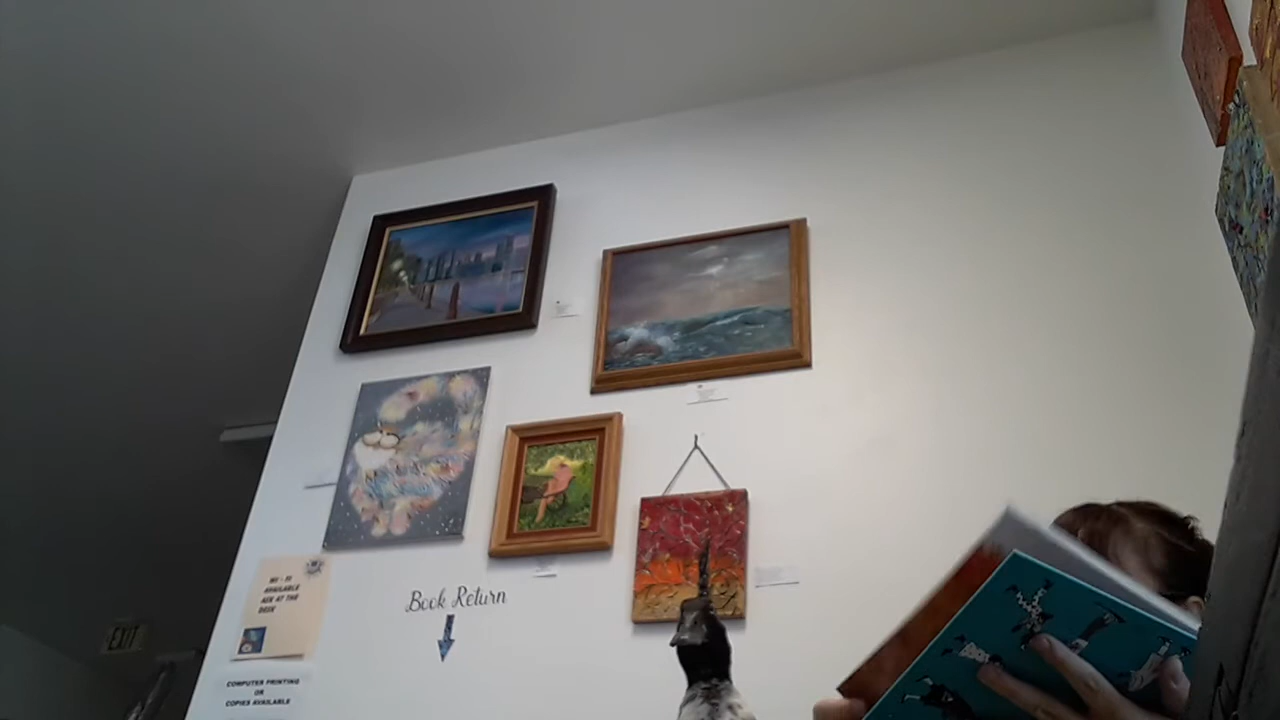 WI - FI
AVAILABLE
ASK AT THE
DESK
Book Return
COMPUTER PRINTING
OR
COPIES AVAILABLE
EXIT